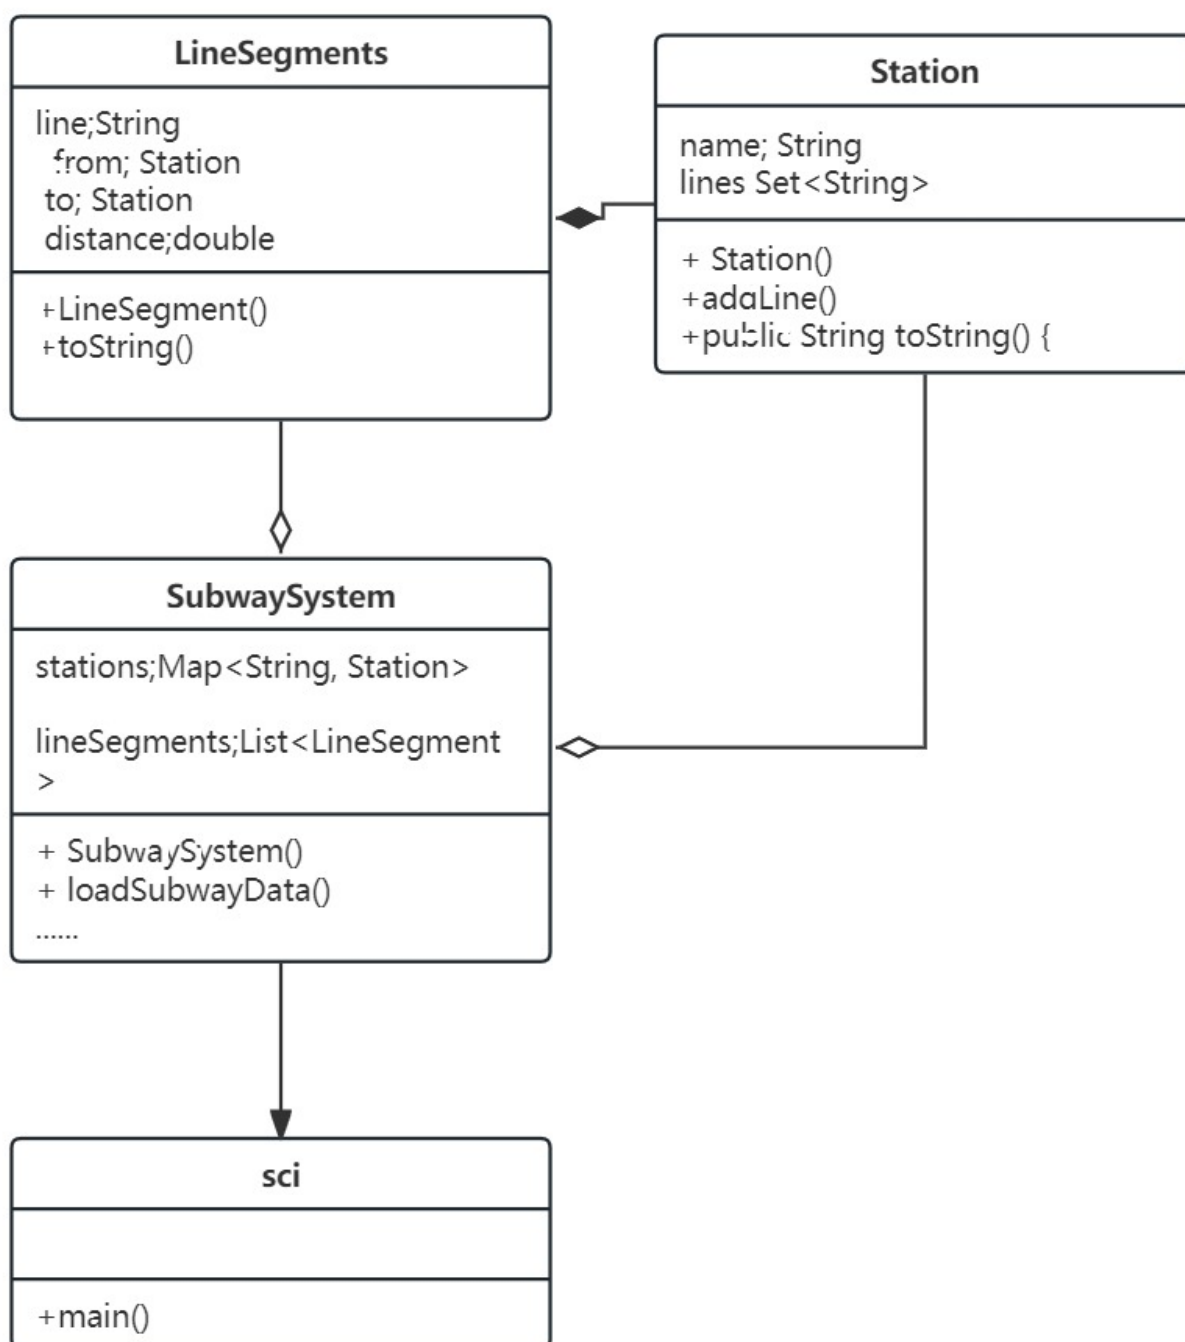 LineSegments
line;String
from; Station
to; Station
distance;double
+LineSegment()
+toString()
Station
name; String
lines Set<String>
+ Station()
+addLine()
+public String toString() {
SubwaySystem
stations;Map<String, Station>
lineSegments;List<LineSegment
>
+ SubwaySystem()
+ loadSubwayData()
......
sci
+main()